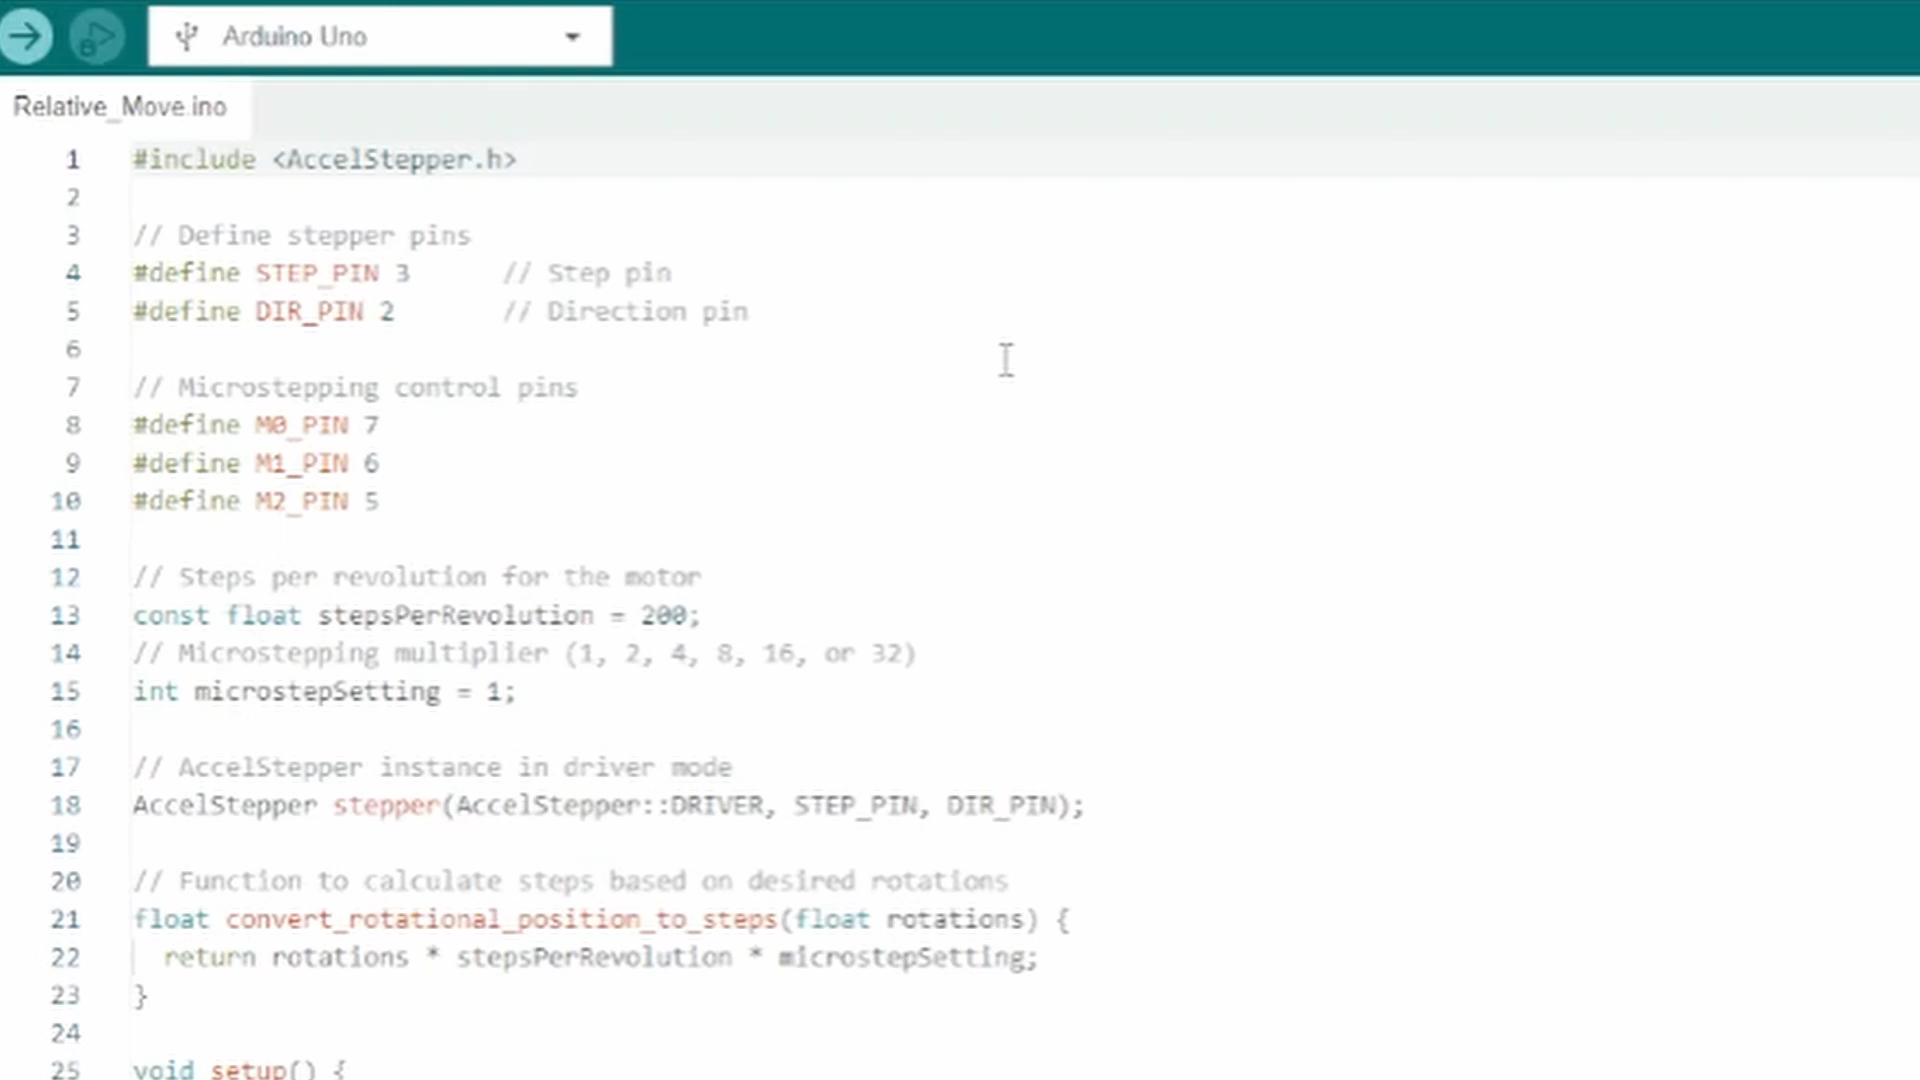 Arduino Uno
Relative_Move.ino
1 #include <AccelStepper.h>
2
3 // Define stepper pins
4 #define STEP_PIN 3 // Step pin
5 #define DIR_PIN 2 // Direction pin
6
7 // Microstepping control pins
8 #define M0_PIN 7
9 #define M1_PIN 6
10 #define M2_PIN 5
11
12 // Steps per revolution for the motor
13 const float stepsPerRevolution = 200;
14 // Microstepping multiplier (1, 2, 4, 8, 16, or 32)
15 int microstepSetting = 1;
16
17 // AccelStepper instance in driver mode
18 AccelStepper stepper(AccelStepper::DRIVER, STEP_PIN, DIR_PIN);
19
20 // Function to calculate steps based on desired rotations
21 float convert_rotational_position_to_steps(float rotations) {
22 return rotations * stepsPerRevolution * microstepSetting;
23 }
24
25 void setup() {